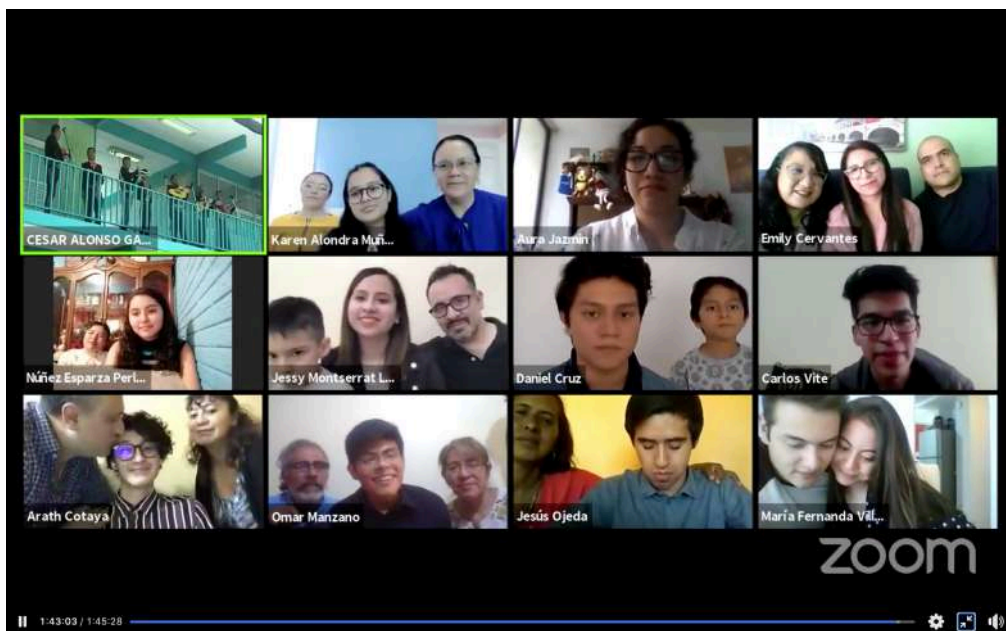 CESAR ALONSO GA...
Karen Alondra Muñ...
Aura Jazmin
Emily Cervantes
Núñez Esparza Perl...
Jessy Montserrat L...
Daniel Cruz
Carlos Vite
Arath Cotaya
Omar Manzano
Jesús Ojeda
María Fernanda Vill...
zoom
1:43:03 / 1:45:28